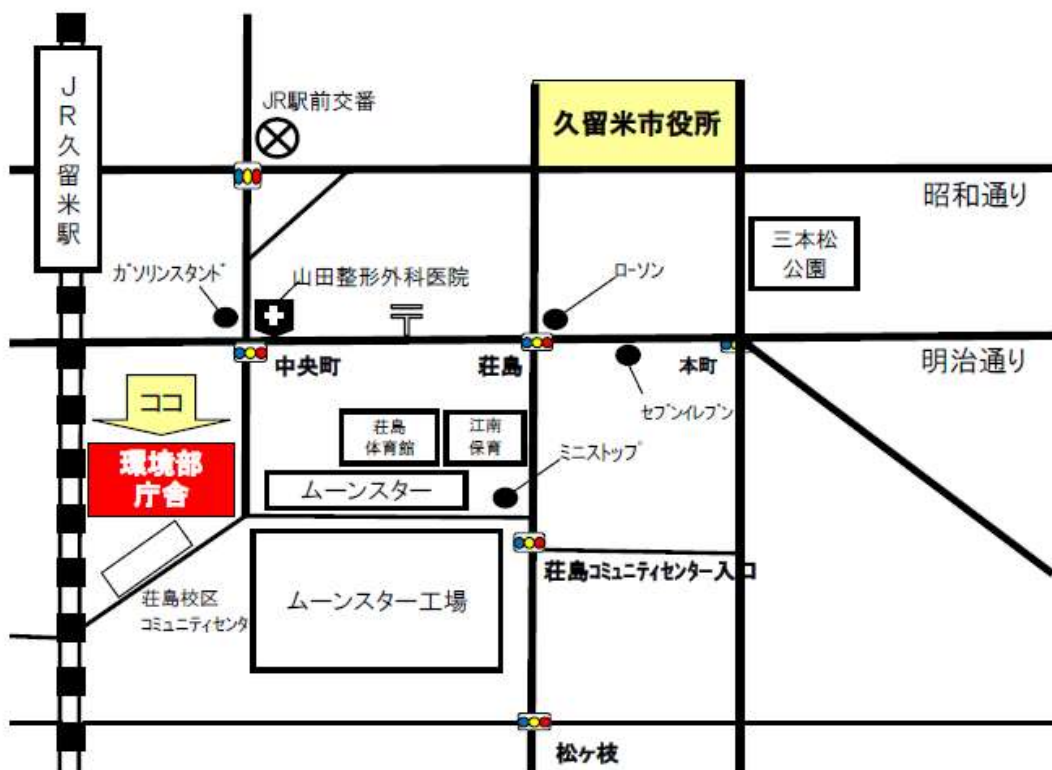 JR久留米駅
JR駅前交番
久留米市役所
昭和通り
三本松
公園
ガソリンスタンド
山田整形外科医院
ローソン
中央町
荘島
本町
明治通り
セブンイレブン
ココ
環境部
庁舎
荘島
体育館
江南
保育
ミニストップ
ムーンスター
荘島コミュニティセンター入口
荘島校区
コミュニティセンタ
ムーンスター工場
松ヶ枝